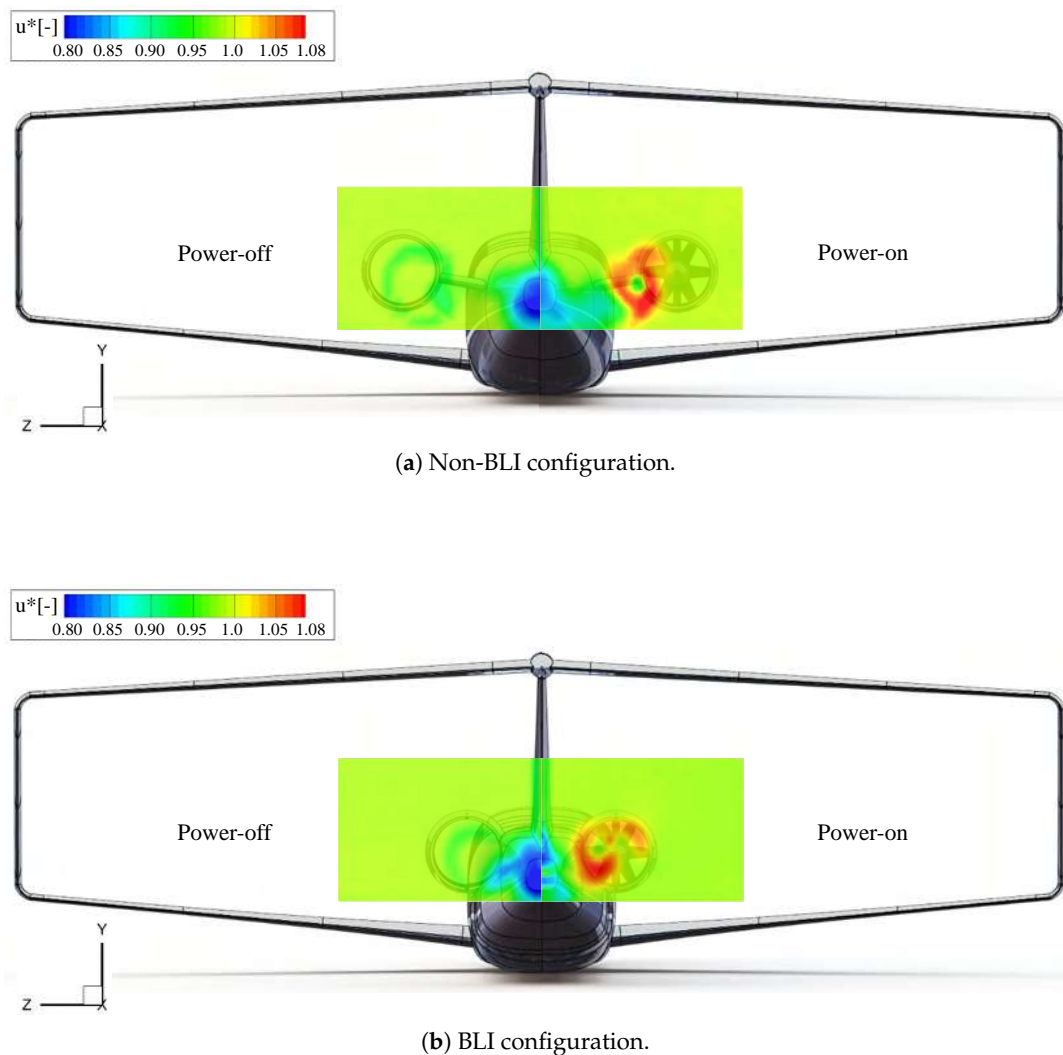 u*[-]
0.80 0.85 0.90 0.95 1.0 1.05 1.08
Power-off
Power-on
Y
Z
X
(a) Non-BLI configuration.
u*[-]
0.80 0.85 0.90 0.95 1.0 1.05 1.08
Power-off
Power-on
Y
Z
X
(b) BLI configuration.